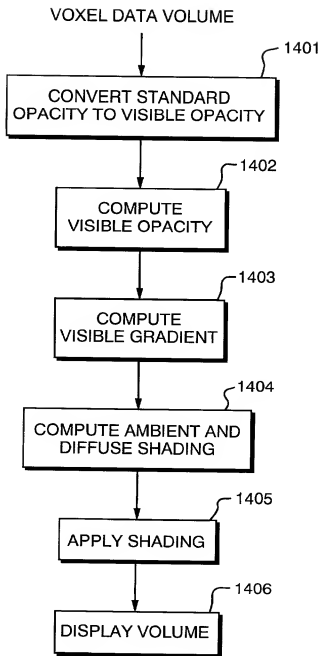 VOXEL DATA VOLUME
1401
CONVERT STANDARD
OPACITY TO VISIBLE OPACITY
1402
COMPUTE
VISIBLE OPACITY
1403
COMPUTE
VISIBLE GRADIENT
1404
COMPUTE AMBIENT AND
DIFFUSE SHADING
1405
APPLY SHADING
1406
DISPLAY VOLUME